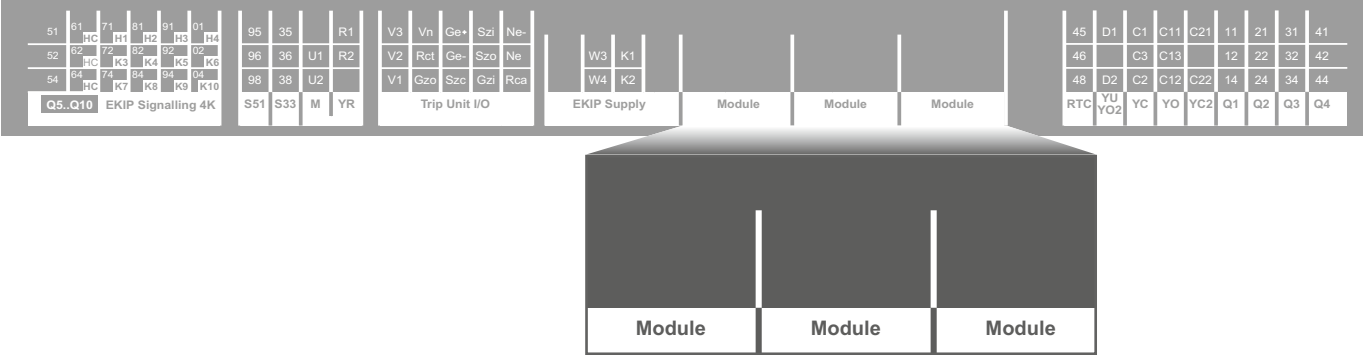 51 61 HC 71 H1 81 H2 91 H3 01 H4 95 35 R1 V3 Vn Ge+ Szi Ne- 45 D1 C1 C11 C21 11 21 31 41
52 62 HC 72 K3 82 K4 92 K5 02 K6 96 36 U1 R2 V2 Rct Ge- Szo Ne W3 K1 46 C3 C13 12 22 32 42
54 64 HC 74 K7 84 K8 94 K9 04 K10 98 38 U2 V1 Gzo Szc Gzi Rca W4 K2 48 D2 C2 C12 C22 14 24 34 44
Q5..Q10 EKIP Signalling 4K S51 S33 M YR Trip Unit I/O EKIP Supply Module Module Module RTC YU YO2 YC YO YC2 Q1 Q2 Q3 Q4
Module Module Module